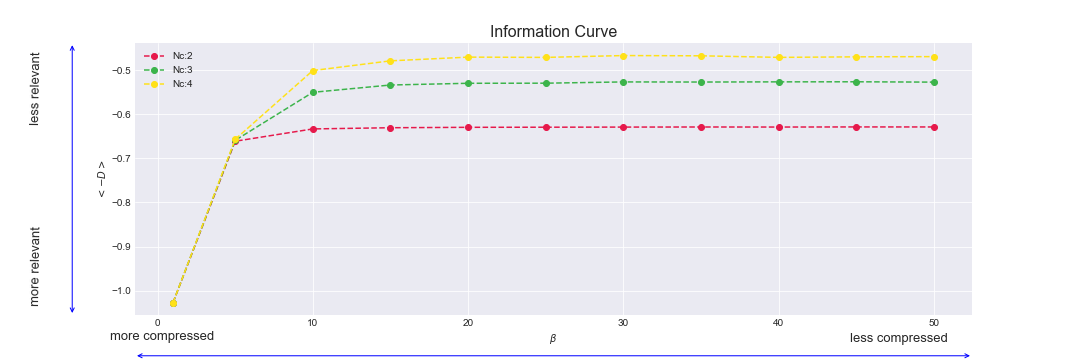 Information Curve
less relevant
more relevant
< −D >
Nc:2
Nc:3
Nc:4
−0.5
−0.6
−0.7
−0.8
−0.9
−1.0
0 10 20 30 40 50
more compressed β less compressed